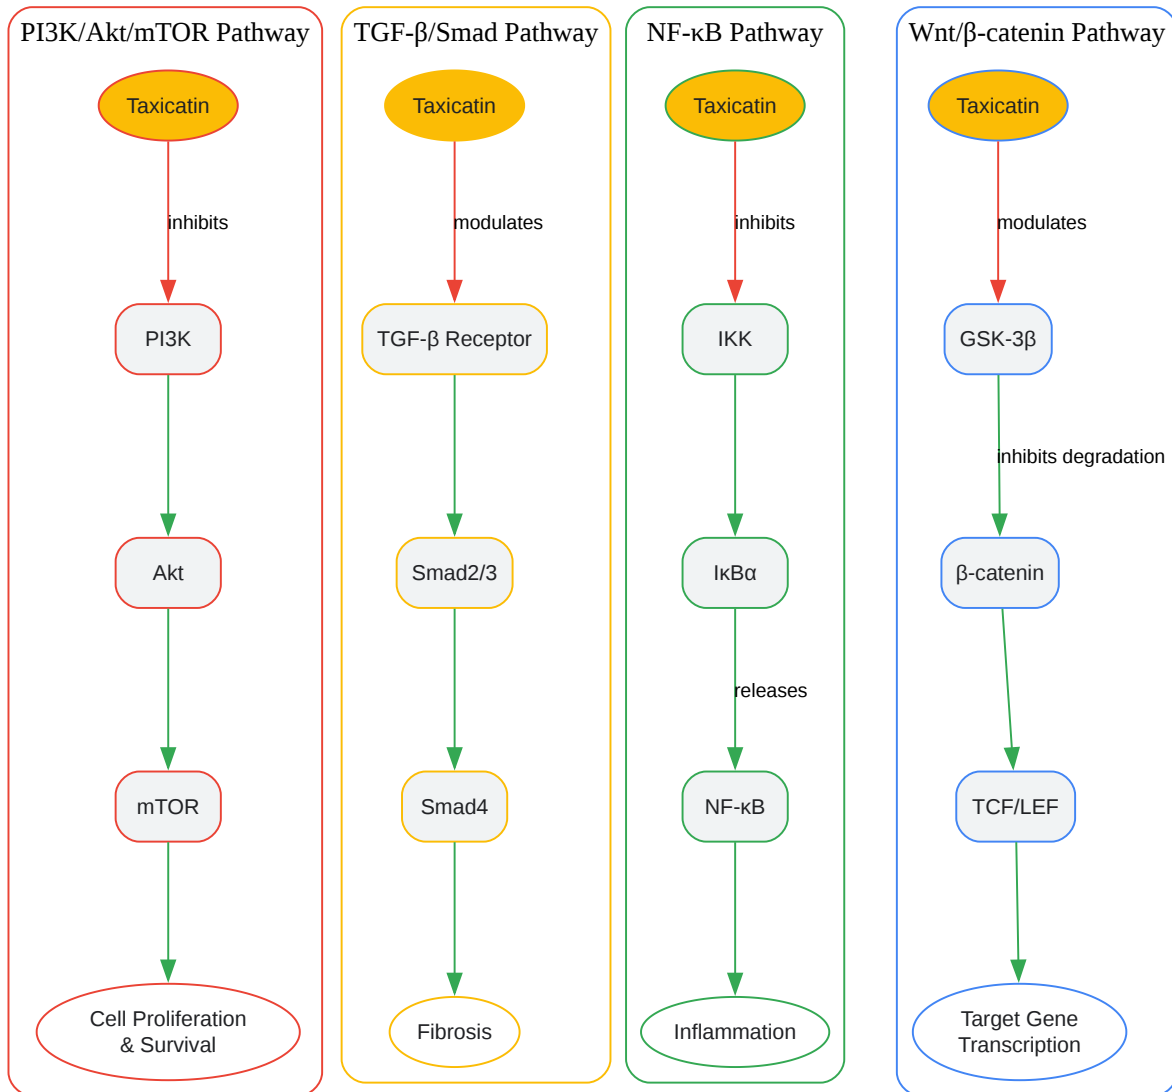 PI3K/Akt/mTOR Pathway
Taxicatin
inhibits
PI3K
Akt
mTOR
Cell Proliferation
& Survival
TGF-β/Smad Pathway
Taxicatin
modulates
TGF-β Receptor
Smad2/3
Smad4
Fibrosis
NF-κB Pathway
Taxicatin
inhibits
IKK
IκBα
releases
NF-κB
Inflammation
Wnt/β-catenin Pathway
Taxicatin
modulates
GSK-3β
inhibits degradation
β-catenin
TCF/LEF
Target Gene
Transcription